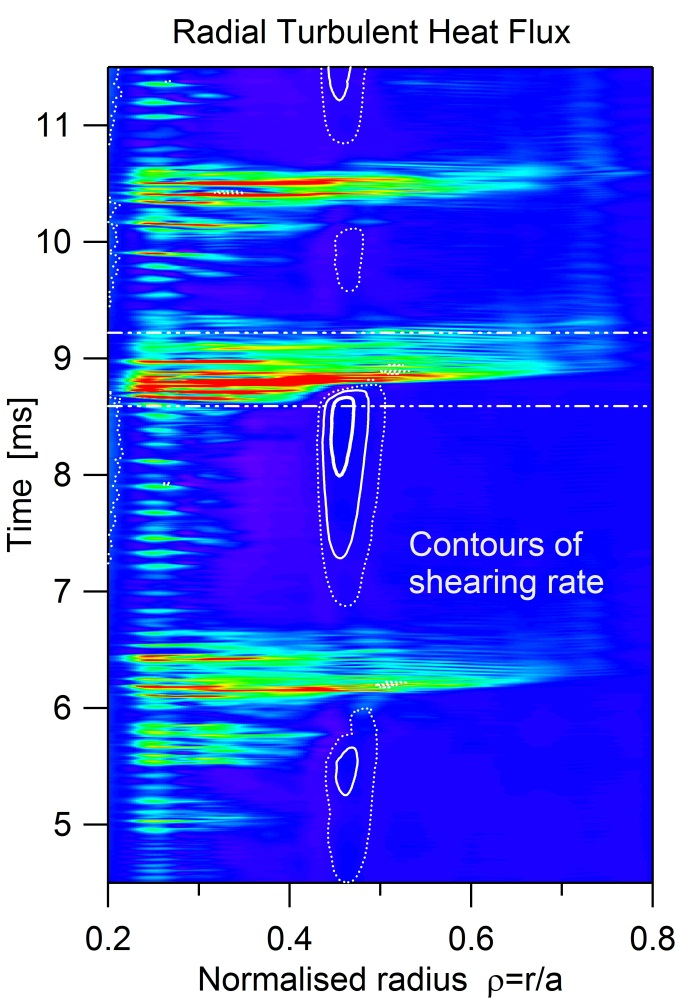 Radial Turbulent Heat Flux
11
10
9
8
7
6
5
Time [ms]
Contours of
shearing rate
0.2 0.4 0.6 0.8
Normalised radius ρ=r/a